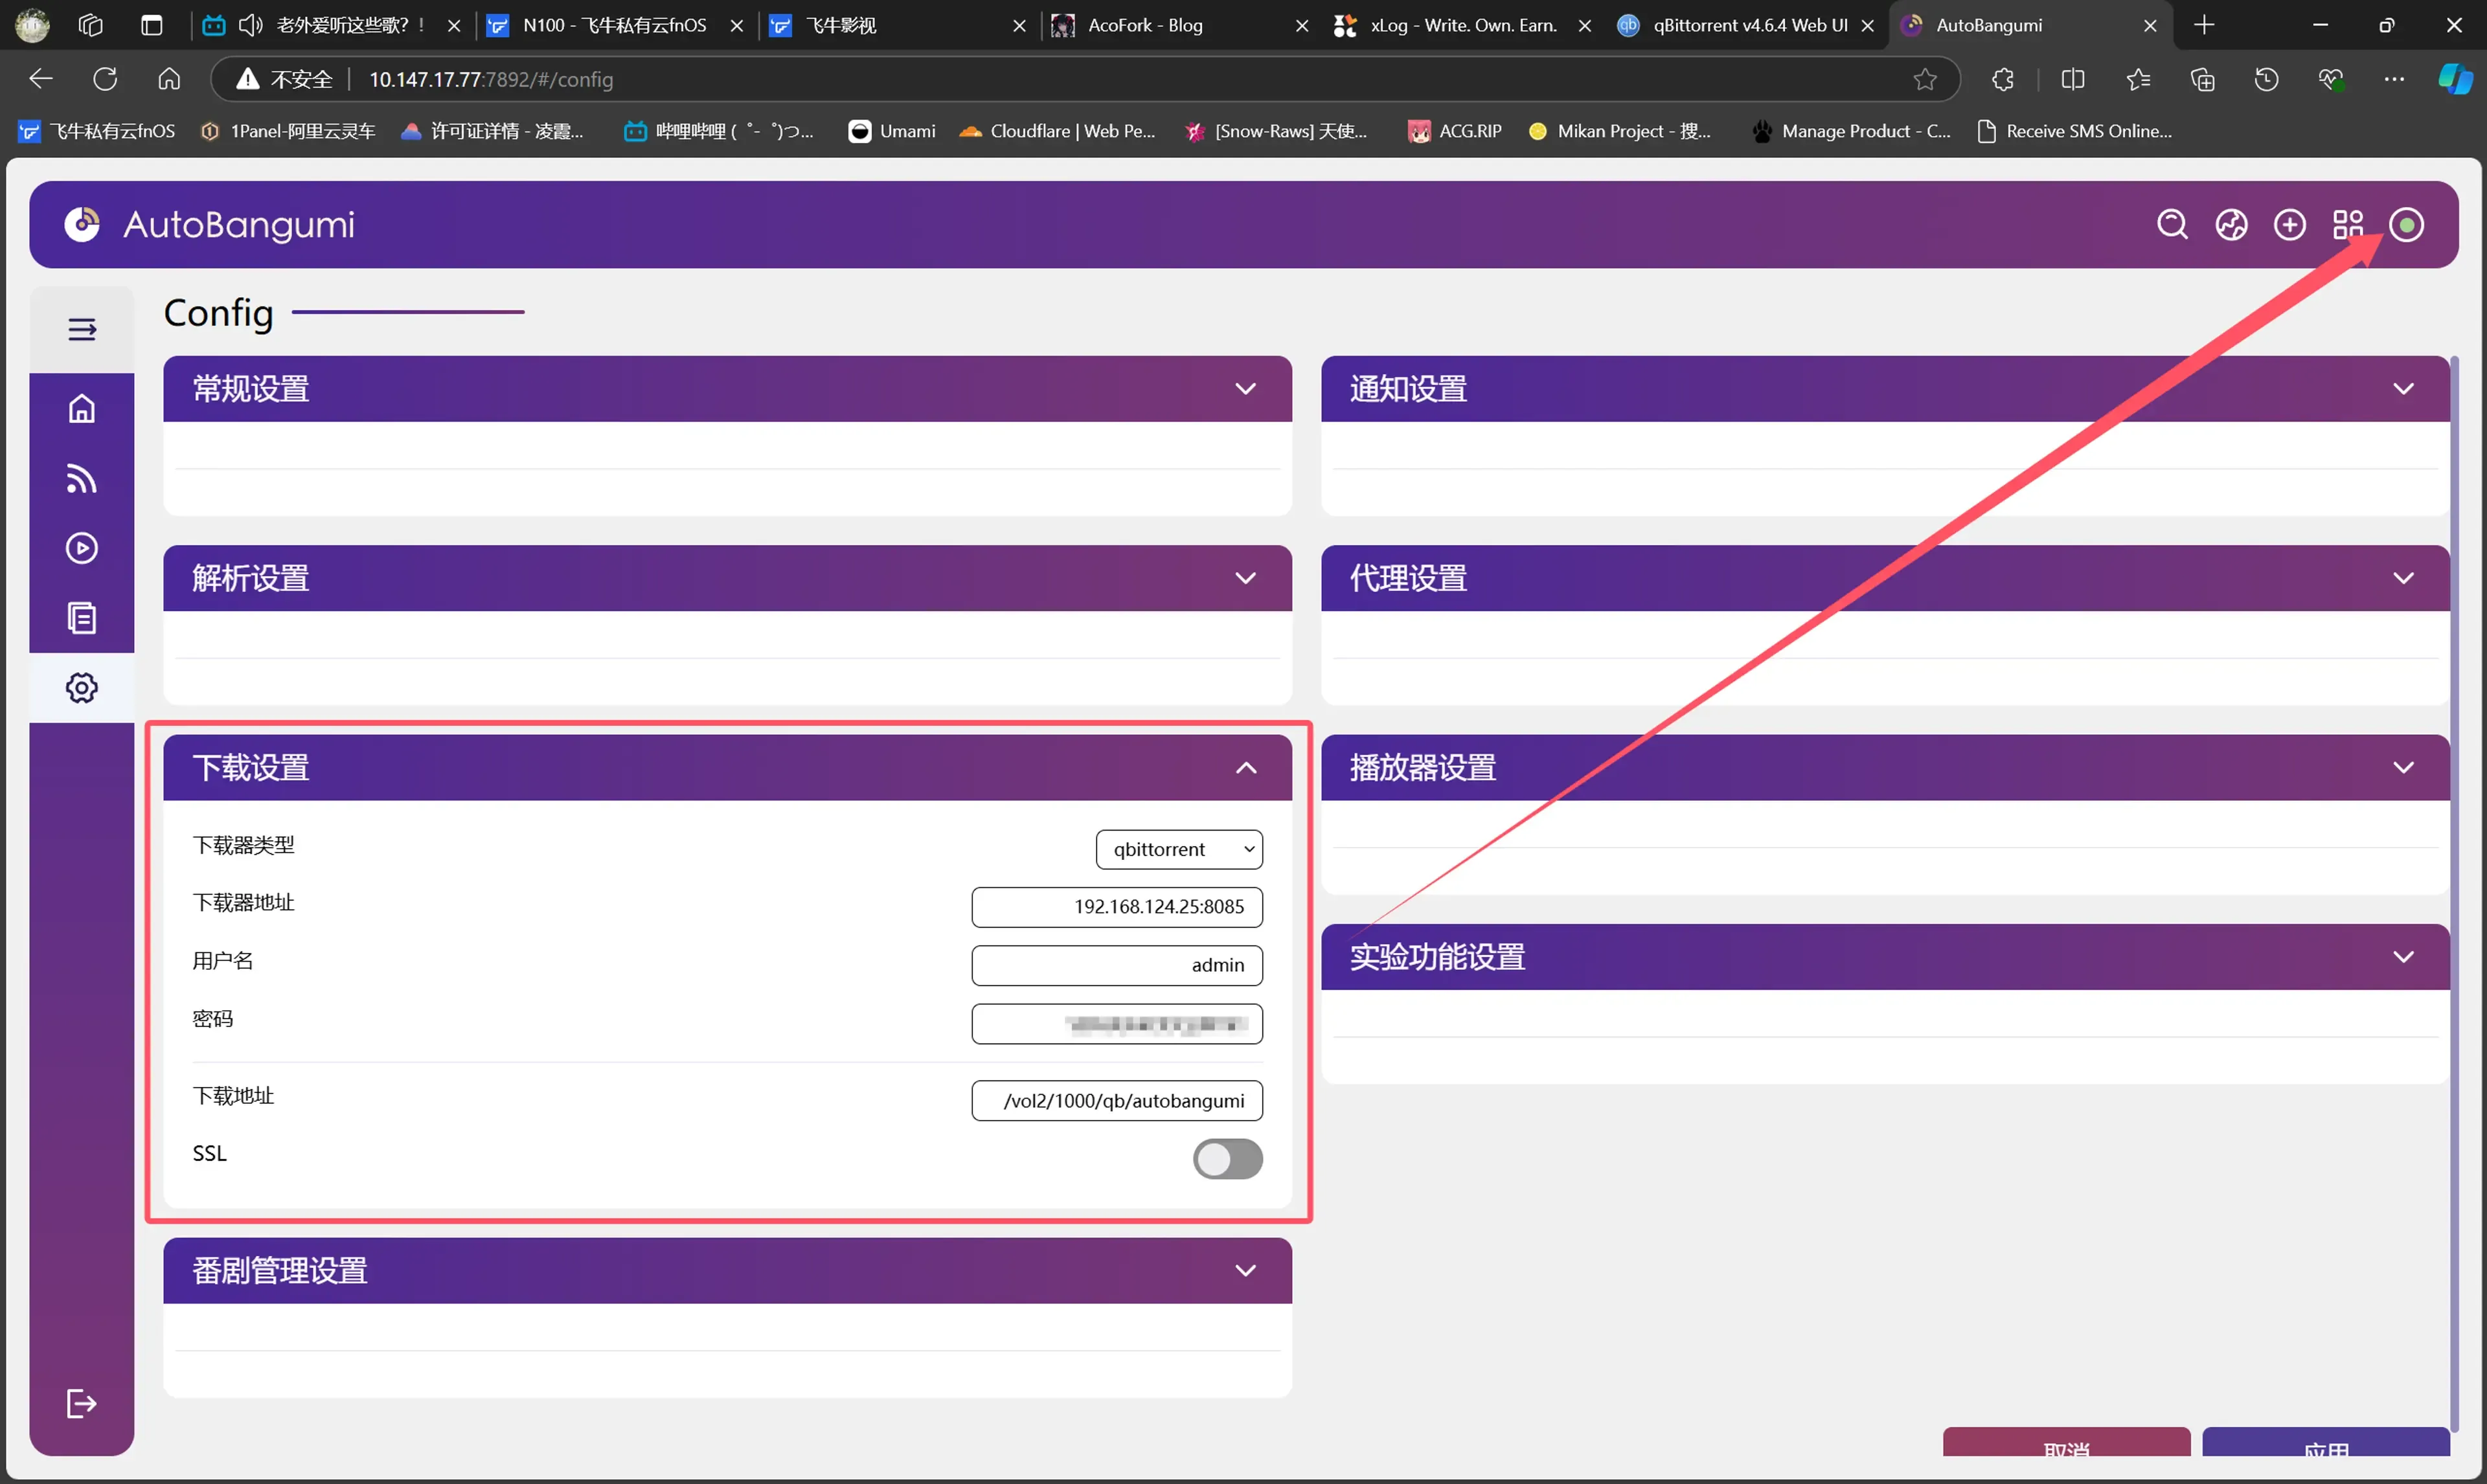 老外爱听这些歌？！
N100 - 飞牛私有云fnOS
飞牛影视
AcoFork - Blog
xLog - Write. Own. Earn.
qBittorrent v4.6.4 Web UI
AutoBangumi
不安全
10.147.17.77:7892/#/config
飞牛私有云fnOS
1Panel-阿里云灵车
许可证详情 - 凌霞...
哔哩哔哩 (゜-゜)つ...
Umami
Cloudflare | Web Pe...
[Snow-Raws] 天使...
ACG.RIP
Mikan Project - 搜...
Manage Product - C...
Receive SMS Online...
AutoBangumi
Config
常规设置
通知设置
解析设置
代理设置
下载设置
播放器设置
下载器类型
qbittorrent
下载器地址
192.168.124.25:8085
用户名
admin
实验功能设置
密码
下载地址
/vol2/1000/qb/autobangumi
SSL
番剧管理设置
取消
应用